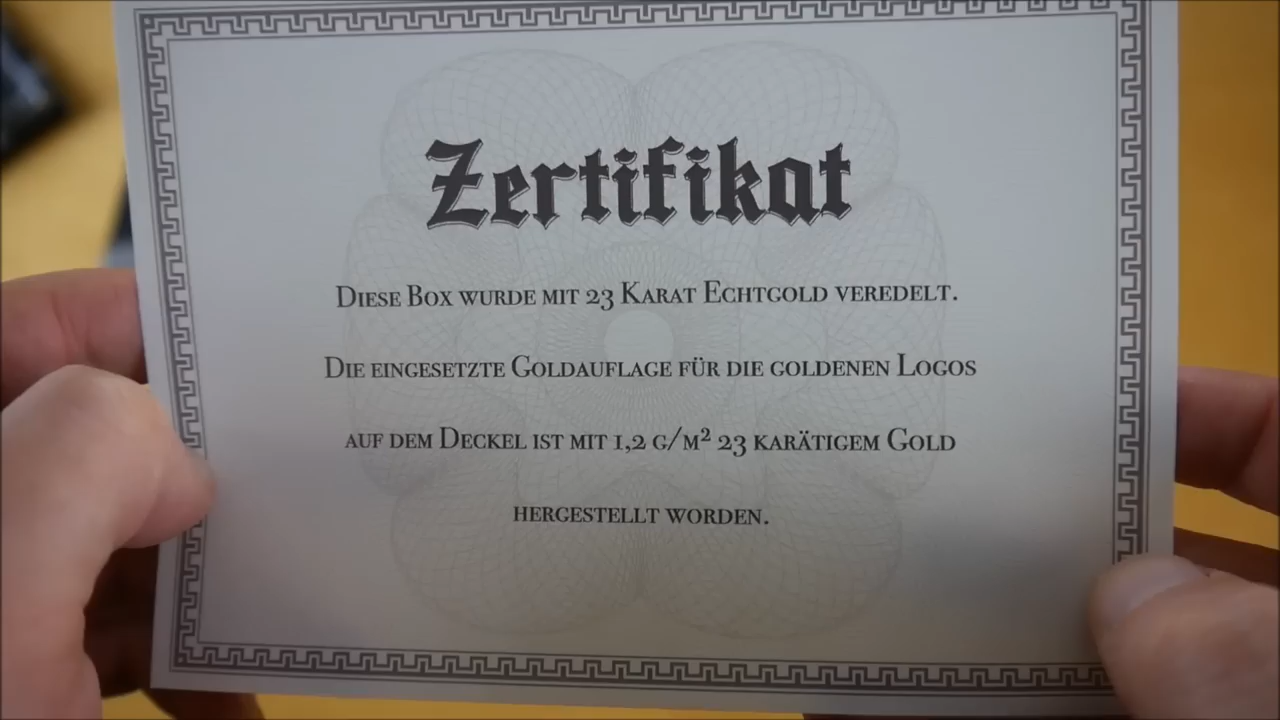 Zertifikat
Diese Box wurde mit 23 Karat Echtgold veredelt.
Die eingesetzte Goldauflage für die goldenen Logos
auf dem Deckel ist mit 1,2 g/m² 23 karätigem Gold
hergestellt worden.